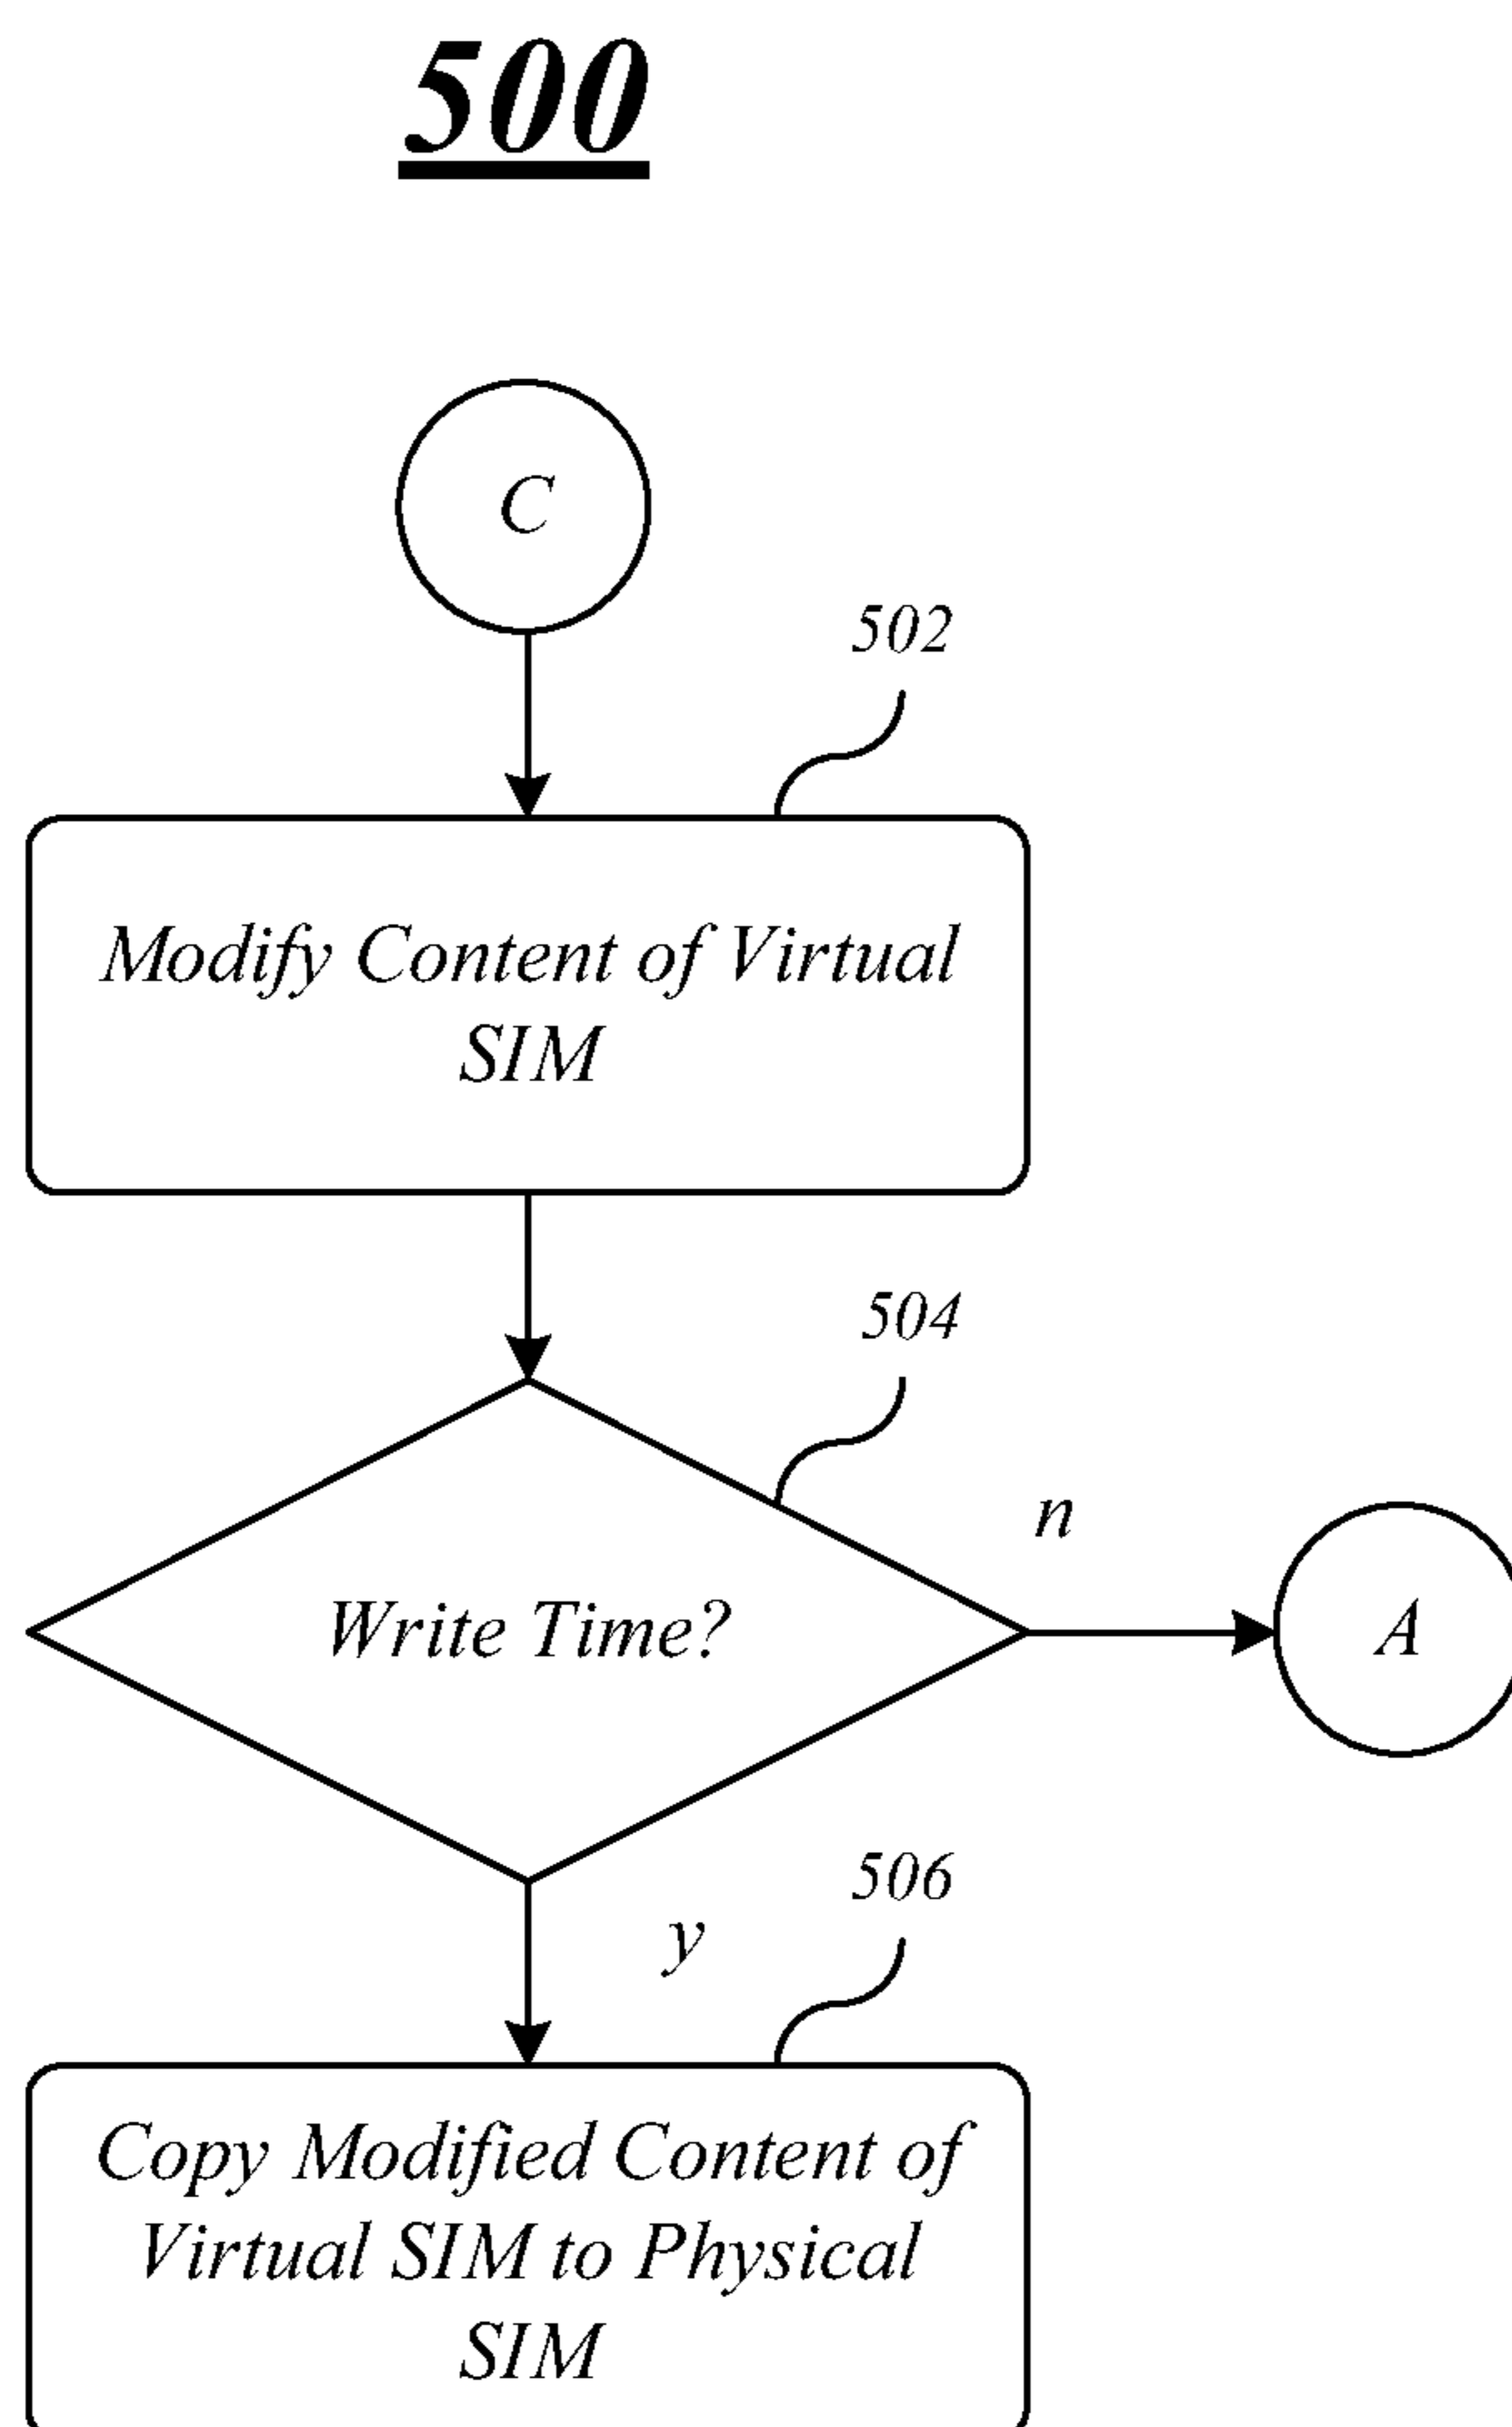 500
C
502
Modify Content of Virtual
SIM
504
n
Write Time?
A
506
y
Copy Modified Content of
Virtual SIM to Physical
SIM